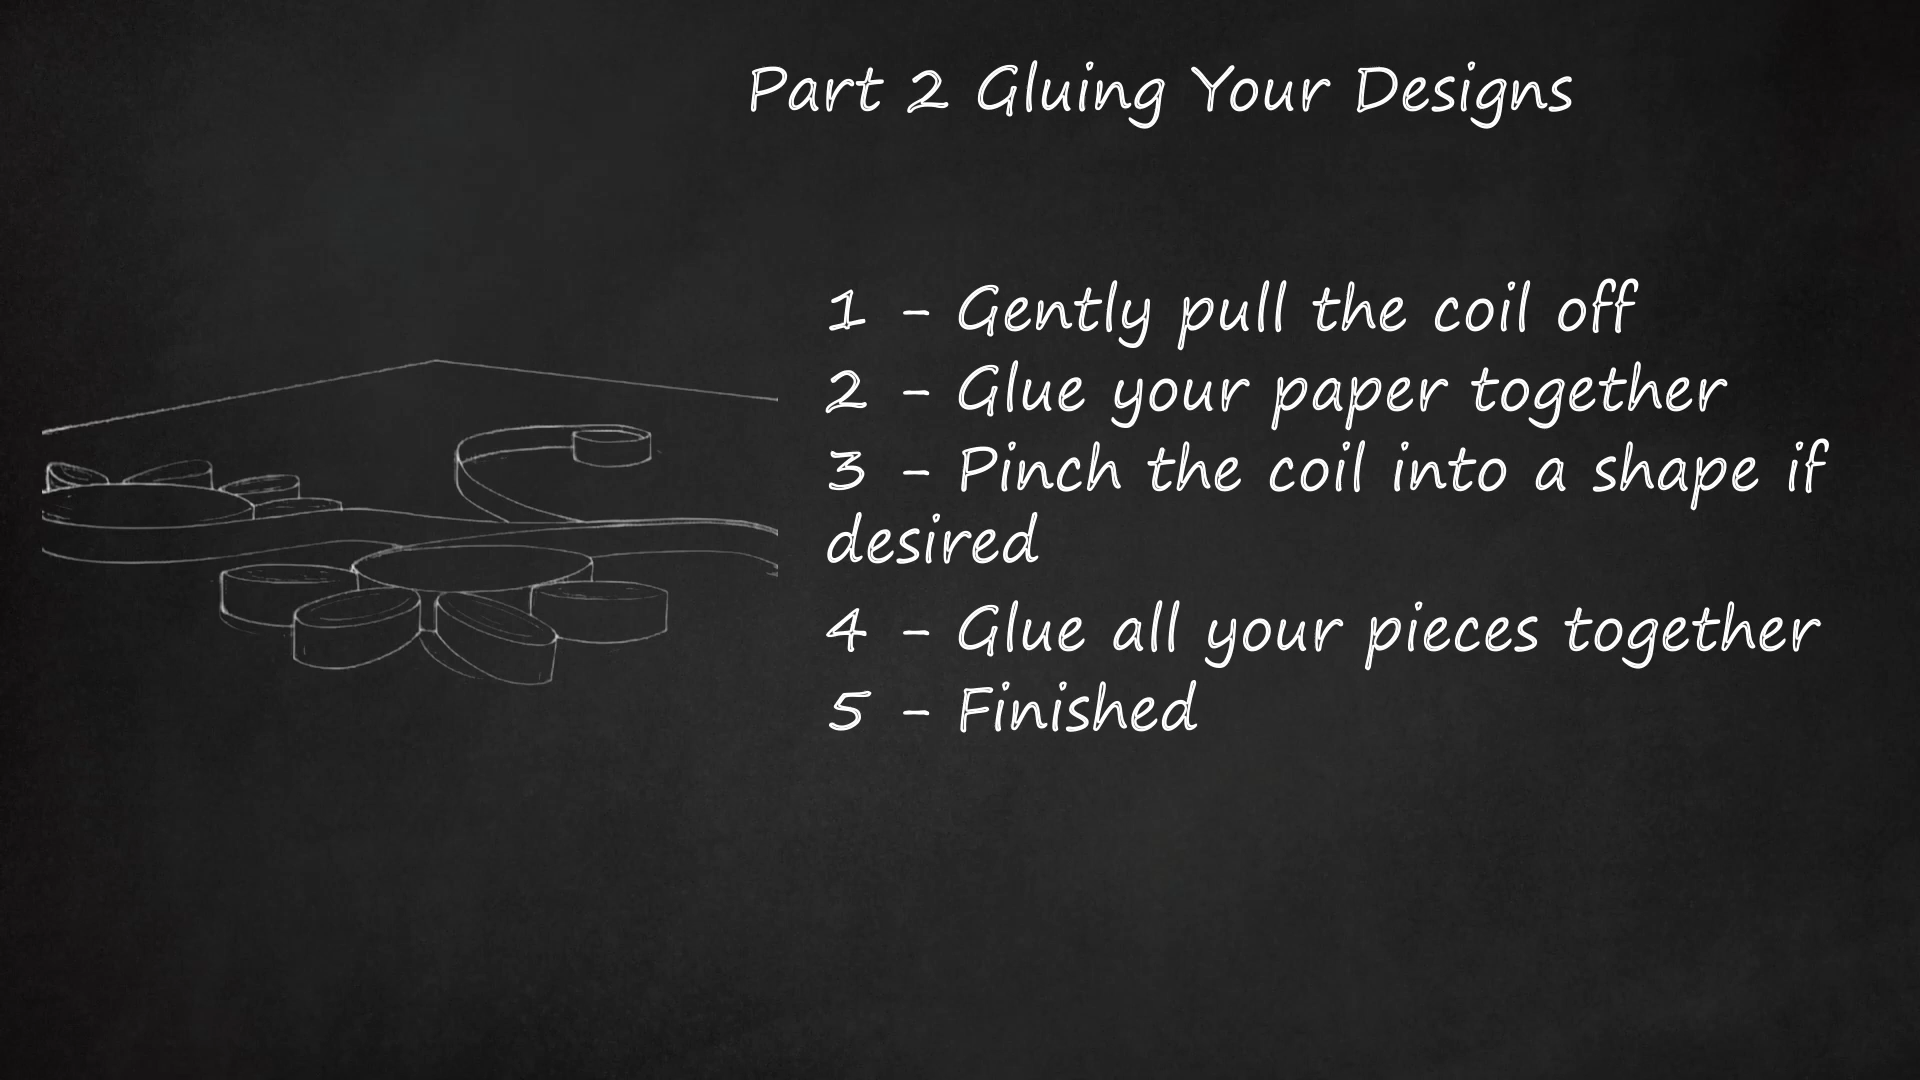 Part 2 Gluing Your Designs
1 - Gently pull the coil off
2 - Glue your paper together
3 - Pinch the coil into a shape if
desired
4 - Glue all your pieces together
5 - Finished